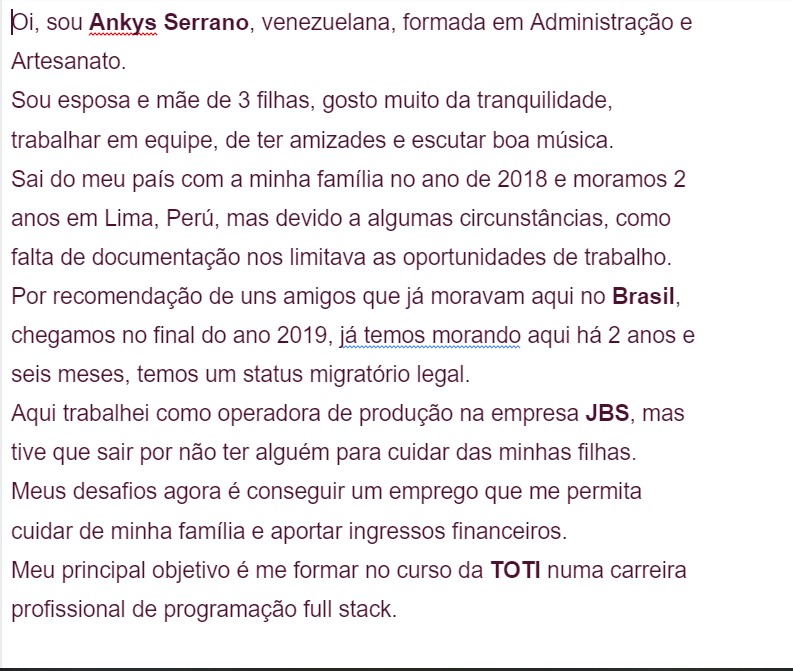 Oi, sou Ankys Serrano, venezuelana, formada em Administração e
Artesanato.
Sou esposa e mãe de 3 filhas, gosto muito da tranquilidade,
trabalhar em equipe, de ter amizades e escutar boa música.
Sai do meu país com a minha família no ano de 2018 e moramos 2
anos em Lima, Perú, mas devido a algumas circunstâncias, como
falta de documentação nos limitava as oportunidades de trabalho.
Por recomendação de uns amigos que já moravam aqui no Brasil,
chegamos no final do ano 2019, já temos morando aqui há 2 anos e
seis meses, temos um status migratório legal.
Aqui trabalhei como operadora de produção na empresa JBS, mas
tive que sair por não ter alguém para cuidar das minhas filhas.
Meus desafios agora é conseguir um emprego que me permita
cuidar de minha família e aportar ingressos financeiros.
Meu principal objetivo é me formar no curso da TOTI numa carreira
profissional de programação full stack.